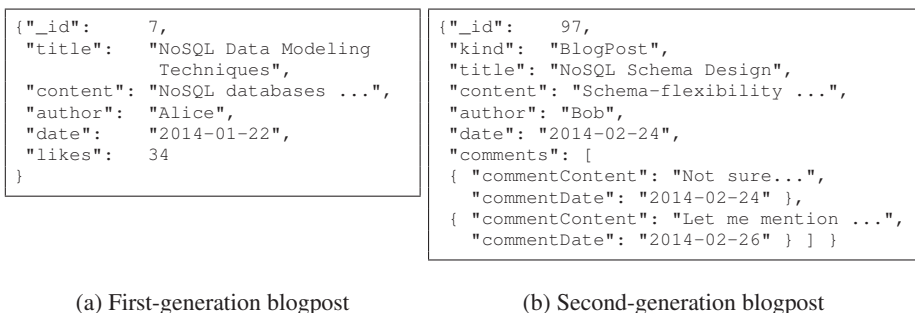 {"_id":     7,
 "title":   "NoSQL Data Modeling
             Techniques",
 "content": "NoSQL databases ...",
 "author":  "Alice",
 "date":    "2014-01-22",
 "likes":   34
}
(a) First-generation blogpost
{"_id":    97,
 "kind":  "BlogPost",
 "title": "NoSQL Schema Design",
 "content": "Schema-flexibility ...",
 "author": "Bob",
 "date": "2014-02-24",
 "comments": [
 { "commentContent": "Not sure...",
   "commentDate": "2014-02-24" },
 { "commentContent": "Let me mention ...",
   "commentDate": "2014-02-26" } ] }
(b) Second-generation blogpost